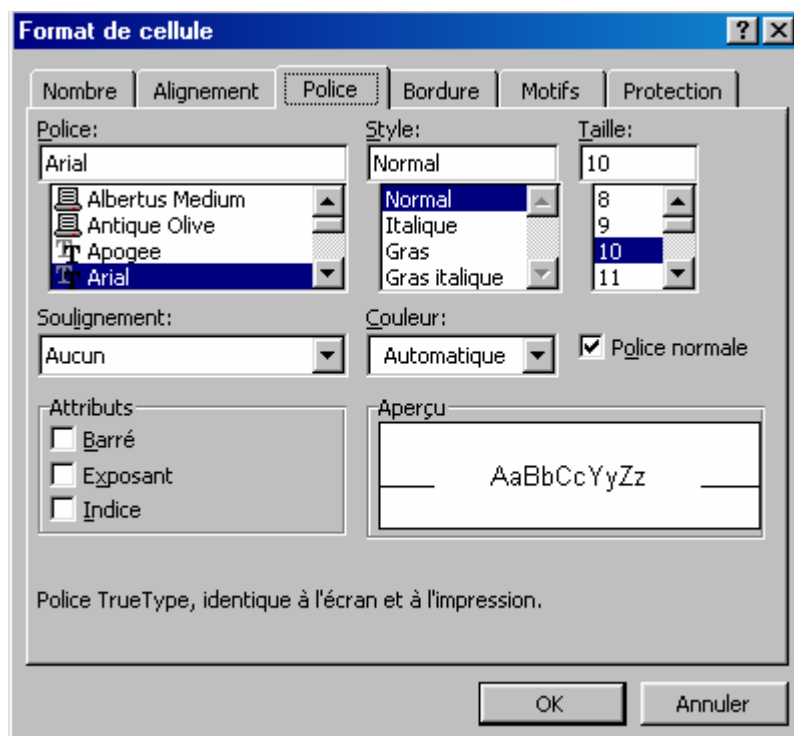 Format de cellule
Nombre Alignement Police Bordure Motifs Protection
Police: Style: Taille:
Arial Normal 10
Albertus Medium Normal 8
Antique Olive Italique 9
Apogee Gras 10
Arial Gras italique 11
Soulignement: Couleur:
Aucun Automatique Police normale
Attributs Aperçu
Barré
Exposant AaBbCcYyZz
Indice
Police TrueType, identique à l'écran et à l'impression.
OK Annuler